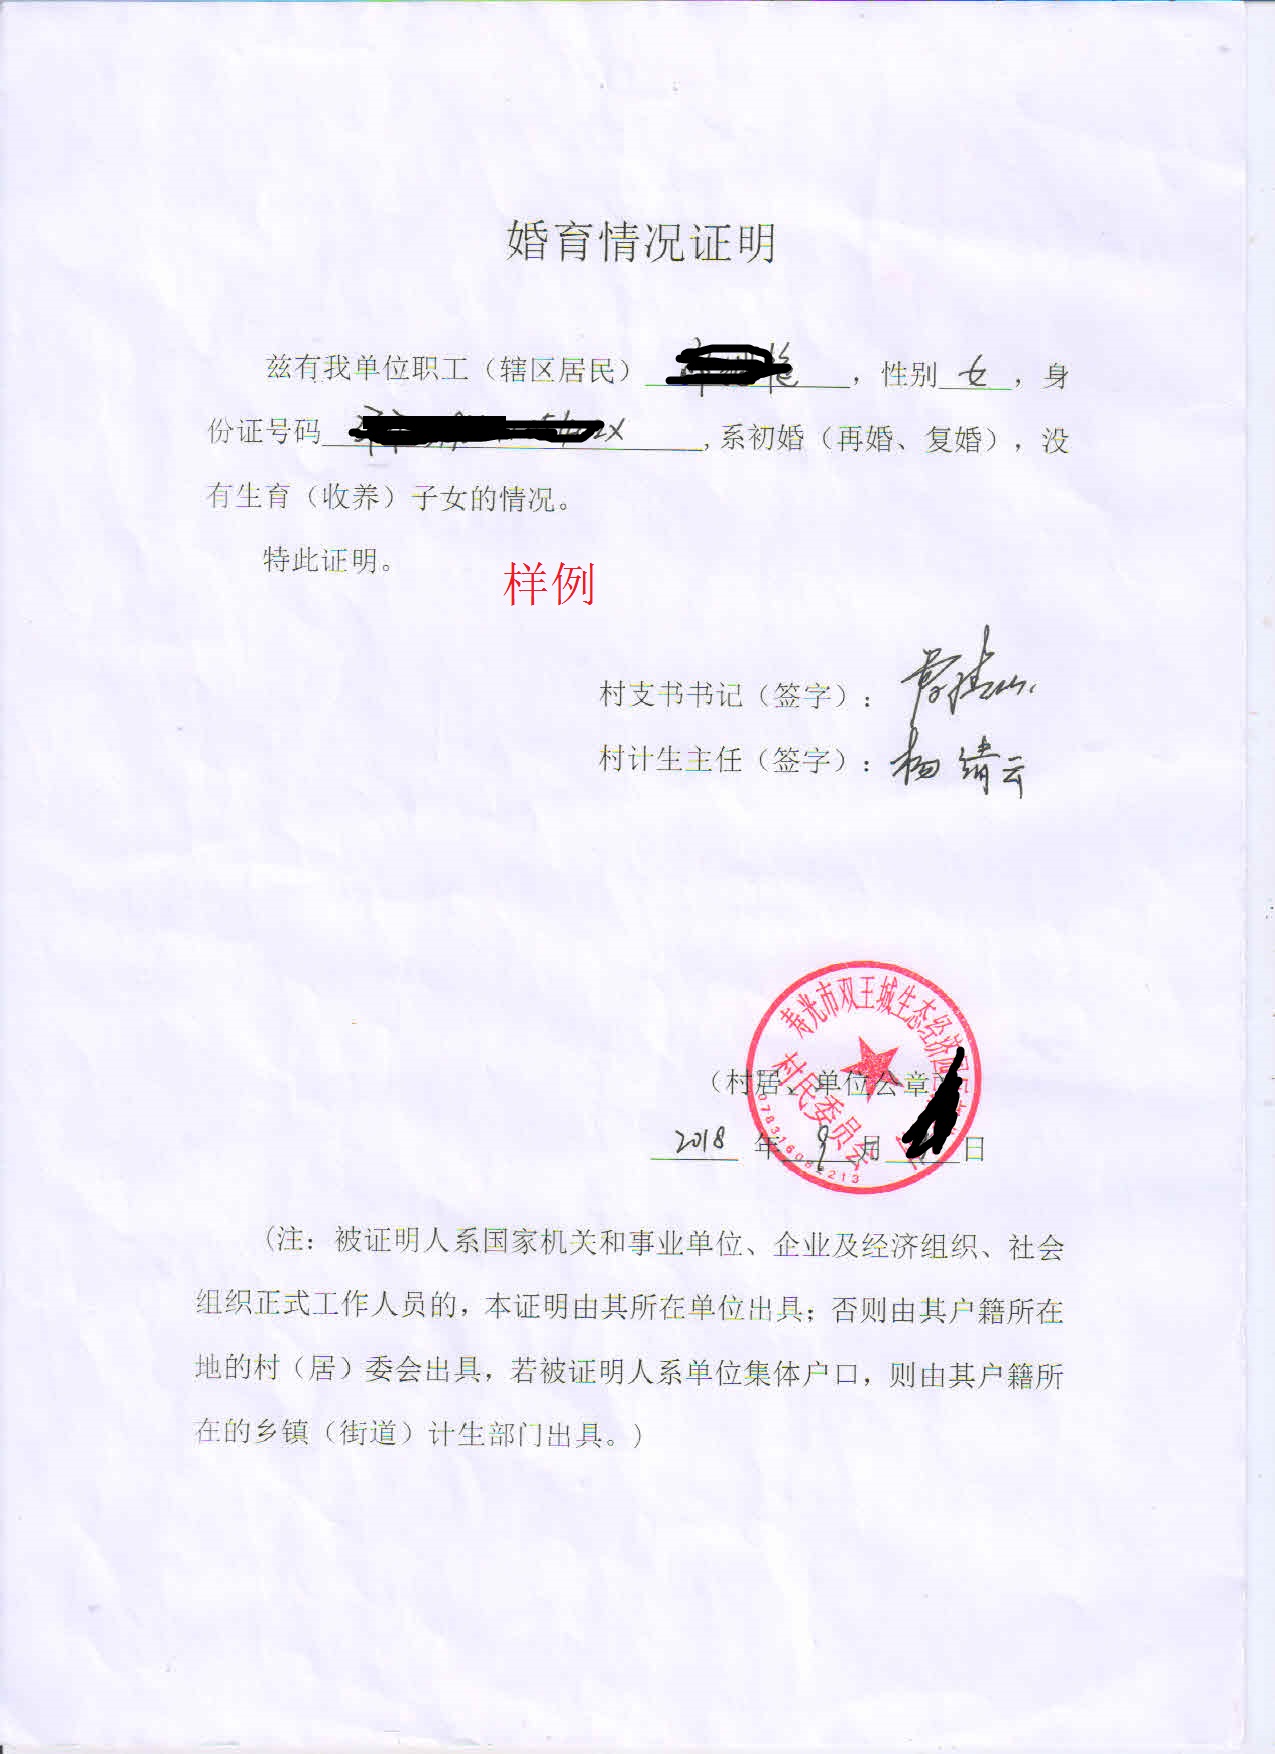 婚育情况证明
兹有我单位职工（辖区居民），性别 女 ，身
份证号码 ,系初婚（再婚、复婚），没
有生育（收养）子女的情况。
特此证明。
样例
村支书书记（签字）:
村计生主任（签字）: 杨绪云
寿光市双王城生态经济园
（村居、单位公章）
村民委员会
2018 年 9 月 日
(注：被证明人系国家机关和事业单位、企业及经济组织、社会
组织正式工作人员的，本证明由其所在单位出具；否则由其户籍所在
地的村（居）委会出具，若被证明人系单位集体户口，则由其户籍所
在的乡镇（街道）计生部门出具。)